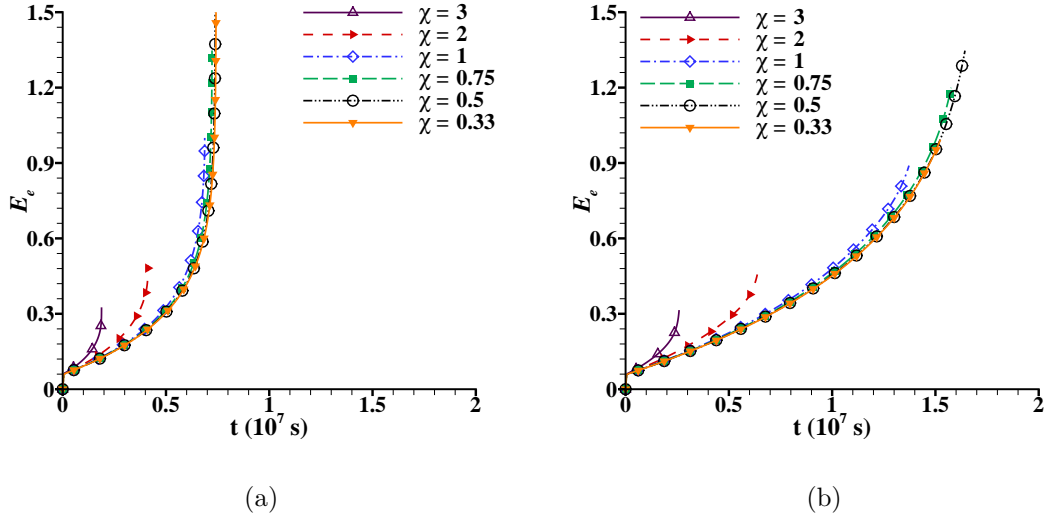 1.5
1.2
0.9
0.6
0.3
0
E_e
0
0.5
1
1.5
2
t (10^7 s)
χ = 3
χ = 2
χ = 1
χ = 0.75
χ = 0.5
χ = 0.33
(a)
1.5
1.2
0.9
0.6
0.3
0
E_e
0
0.5
1
1.5
2
t (10^7 s)
χ = 3
χ = 2
χ = 1
χ = 0.75
χ = 0.5
χ = 0.33
(b)